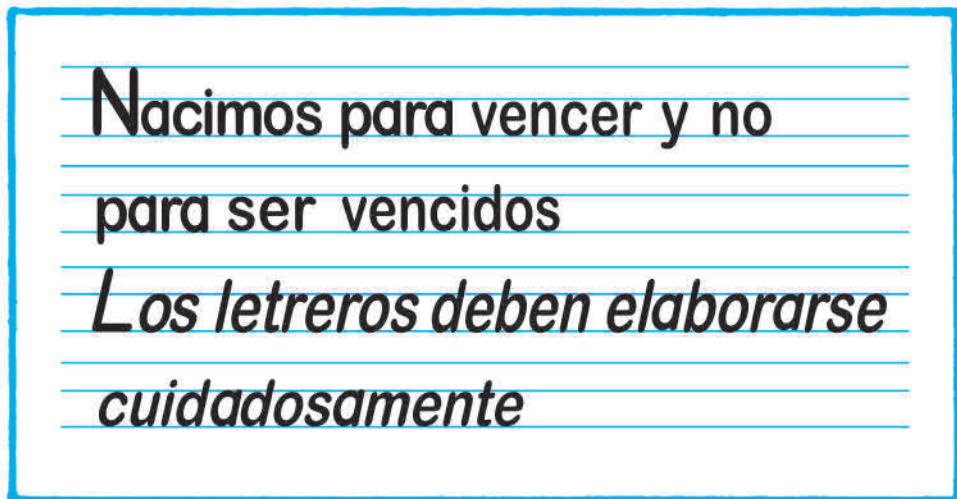 Nacimos para vencer y no
para ser vencidos
Los letreros deben elaborarse
cuidadosamente